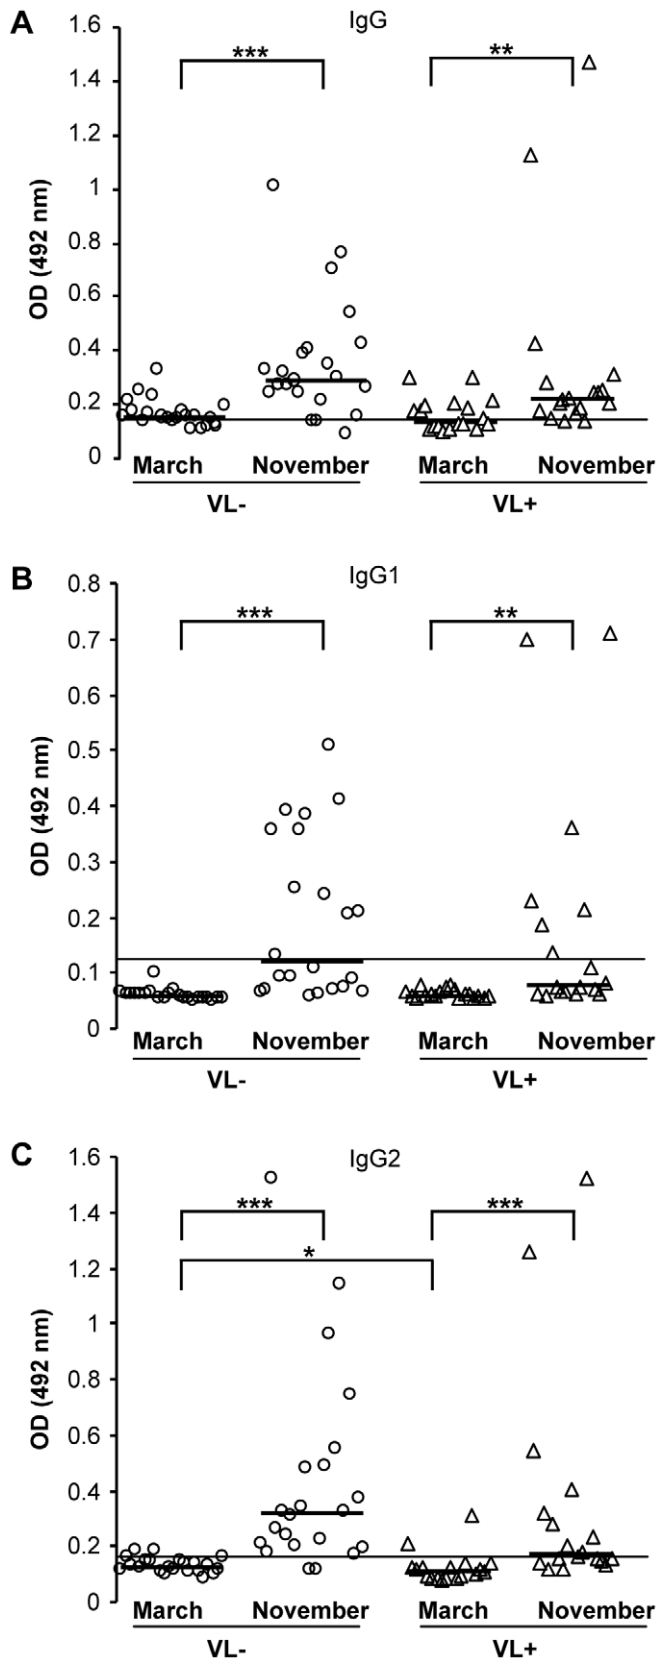 A IgG
1.6
1.4
1.2
1
0.8
0.6
0.4
0.2
0
OD (492 nm)
*** **
March November March November
VL- VL+
B IgG1
0.8
0.7
0.6
0.5
0.4
0.3
0.2
0.1
0
OD (492 nm)
*** **
March November March November
VL- VL+
C IgG2
1.6
1.4
1.2
1
0.8
0.6
0.4
0.2
0
OD (492 nm)
*** ***
*
March November March November
VL- VL+